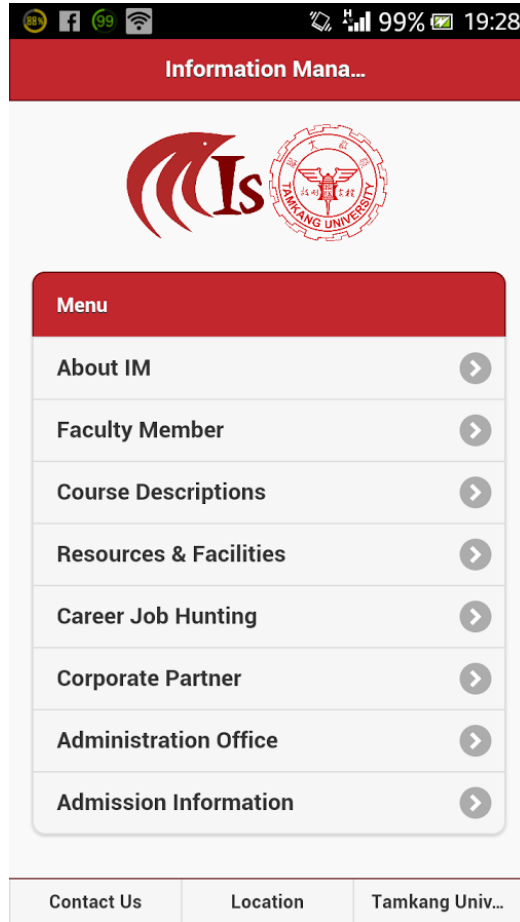 88%
99
H
99%
19:28
Information Mana...
Is
TAMKANG UNIVERSITY
Menu
About IM
Faculty Member
Course Descriptions
Resources & Facilities
Career Job Hunting
Corporate Partner
Administration Office
Admission Information
Contact Us
Location
Tamkang Univ...